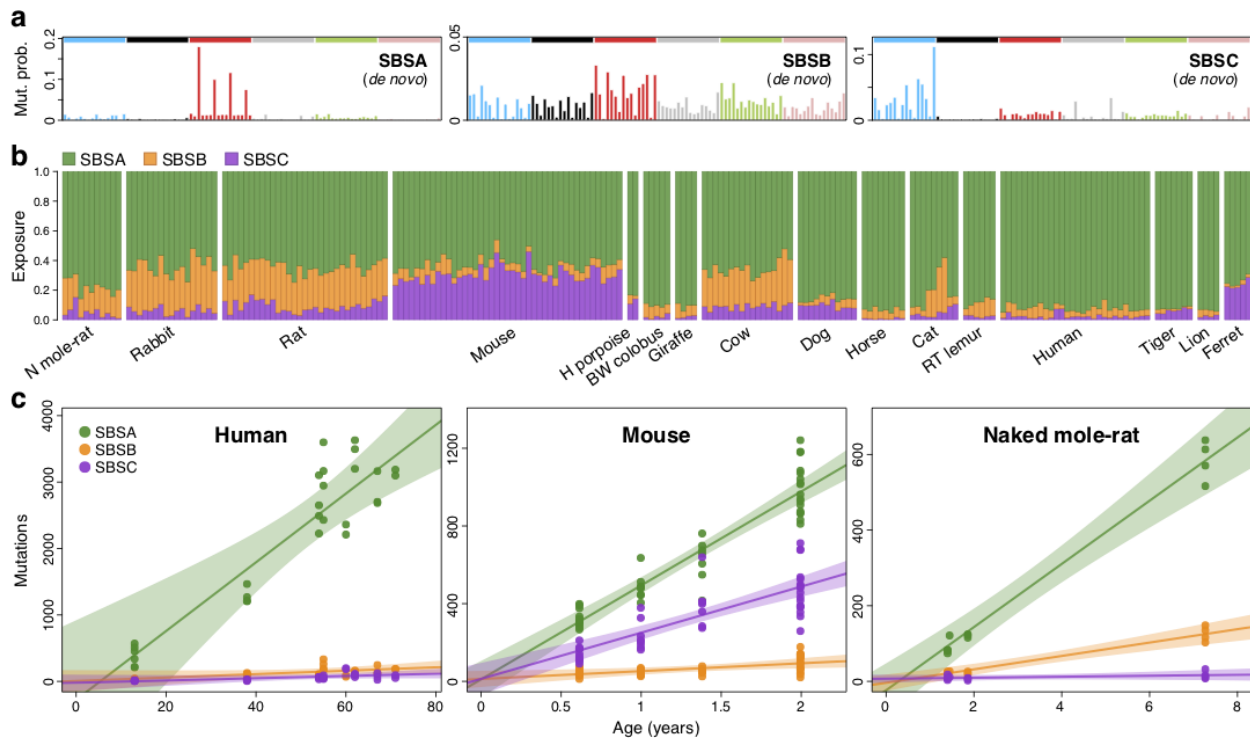 a
Mut. prob.
0.2
0.1
0
SBSA
(de novo)
0.05
0
SBSB
(de novo)
0.1
0
SBSC
(de novo)
b
SBSA SBSB SBSC
Exposure
1.0
0.8
0.6
0.4
0.2
0.0
N mole-rat Rabbit Rat Mouse H porpoise BW colobus Giraffe Cow Dog Horse Cat RT lemur Human Tiger Lion Ferret
c
Mutations
4000
3000
2000
1000
0
SBSA
SBSB
SBSC
Human
0 20 40 60 80
Mouse
1200
800
400
0
0 0.5 1 1.5 2
Naked mole-rat
600
400
200
0
0 2 4 6 8
Age (years)